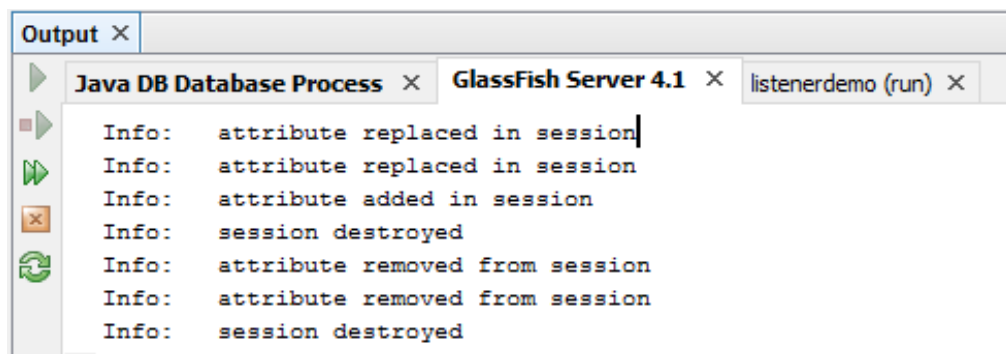 Output
Java DB Database Process GlassFish Server 4.1 listenerdemo (run)
Info: attribute replaced in session
Info: attribute replaced in session
Info: attribute added in session
Info: session destroyed
Info: attribute removed from session
Info: attribute removed from session
Info: session destroyed